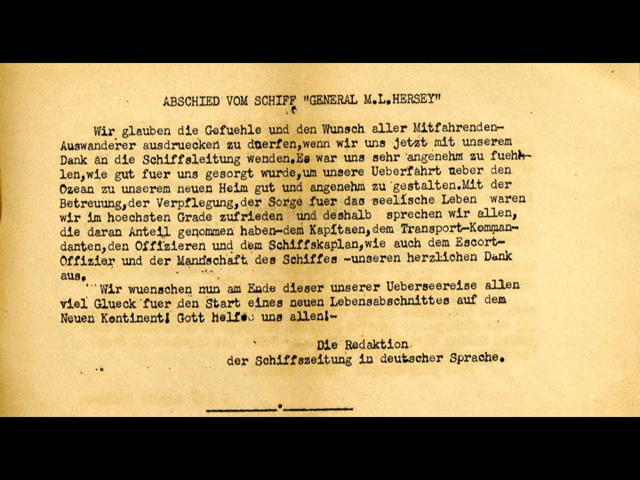 ABSCHIED VOM SCHIFF "GENERAL M.L.HERSEY"
Wir glauben die Gefuehle und den Wunsch aller Mitfahrenden-
Auswanderer ausdruecken zu duerfen,wenn wir uns jetzt mit unserem
Dank an die Schiffsleitung wenden.Es war uns sehr angenehm zu fueh-
len,wie gut fuer uns gesorgt wurde,um unsere Ueberfahrt ueber den
Ozean zu unserem neuen Heim gut und angenehm zu gestalten.Mit der
Betreuung,der Verpflegung,der Sorge fuer das seelische Leben waren
wir im hoechsten Grade zufrieden und deshalb sprechen wir allen,
die daran Anteil genommen haben-dem Kapitaen,dem Transport-Komman-
danten,den Offizieren und dem Schiffskaplan,wie auch dem Escort-
Offizier und der Mannschaft des Schiffes -unseren herzlichen Dank
aus.
Wir wuenschen nun am Ende dieser unserer Ueberseereise allen
viel Glueck fuer den Start eines neuen Lebensabschnittes auf dem
Neuen Kontinent! Gott helfe uns allen!-
Die Redaktion
der Schiffszeitung in deutscher Sprache.